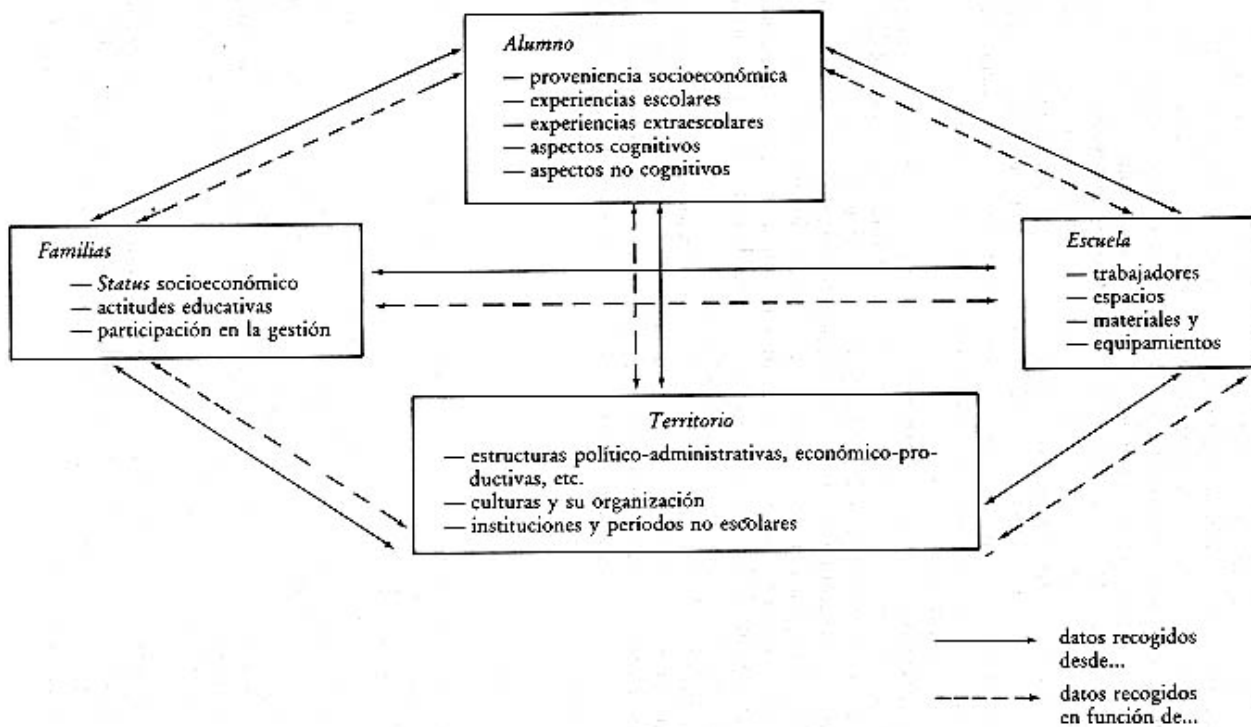 Alumno
— proveniencia socioeconómica
— experiencias escolares
— experiencias extraescolares
— aspectos cognitivos
— aspectos no cognitivos
Familias
— Status socioeconómico
— actitudes educativas
— participación en la gestión
Escuela
— trabajadores
— espacios
— materiales y
— equipamientos
Territorio
— estructuras político-administrativas, económico-pro-
ductivas, etc.
— culturas y su organización
— instituciones y períodos no escolares
datos recogidos
desde...
datos recogidos
en función de...